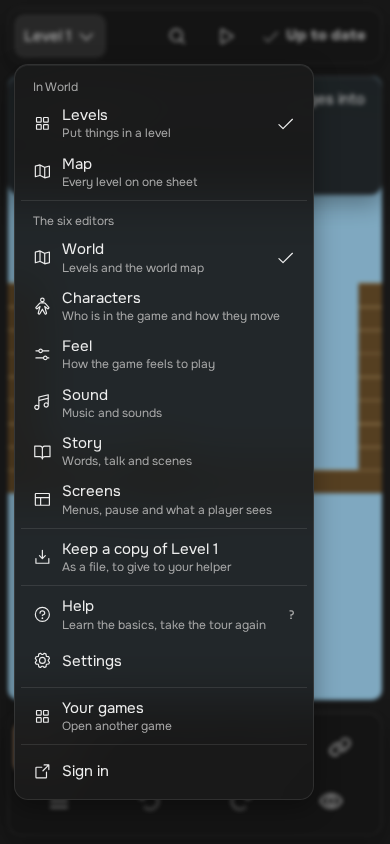 Level 1
Up to date
ges into
In World
Levels
Put things in a level
Map
Every level on one sheet
The six editors
World
Levels and the world map
Characters
Who is in the game and how they move
Feel
How the game feels to play
Sound
Music and sounds
Story
Words, talk and scenes
Screens
Menus, pause and what a player sees
Keep a copy of Level 1
As a file, to give to your helper
Help
Learn the basics, take the tour again
?
Settings
Your games
Open another game
Sign in